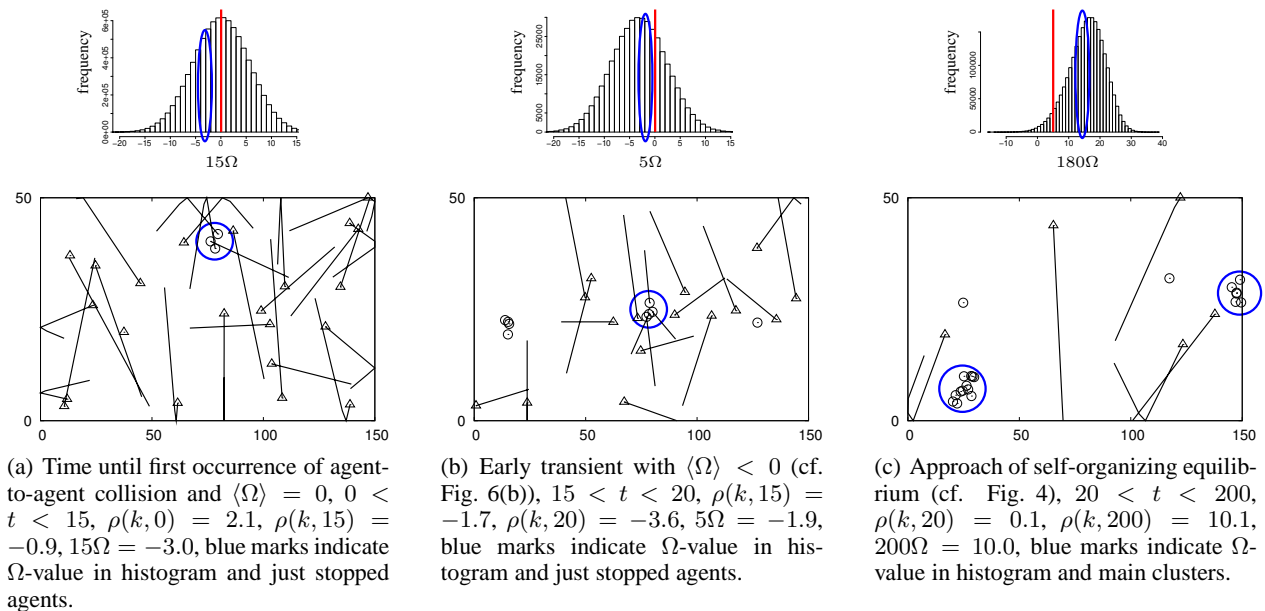 frequency
0e+00 2e+05 4e+05 6e+05
−20 −15 −10 −5 0 5 10 15
15Ω
frequency
0 5000 15000 25000
−20 −15 −10 −5 0 5 10 15
5Ω
frequency
0 50000 150000
−10 0 10 20 30 40
180Ω
50
0
0 50 100 150
50
0
0 50 100 150
50
0
0 50 100 150
(a) Time until first occurrence of agent-
to-agent collision and ⟨Ω⟩ = 0, 0 <
t < 15, ρ(k, 0) = 2.1, ρ(k, 15) =
−0.9, 15Ω = −3.0, blue marks indicate
Ω-value in histogram and just stopped
agents.
(b) Early transient with ⟨Ω⟩ < 0 (cf.
Fig. 6(b)), 15 < t < 20, ρ(k, 15) =
−1.7, ρ(k, 20) = −3.6, 5Ω = −1.9,
blue marks indicate Ω-value in his-
togram and just stopped agents.
(c) Approach of self-organizing equilib-
rium (cf. Fig. 4), 20 < t < 200,
ρ(k, 20) = 0.1, ρ(k, 200) = 10.1,
200Ω = 10.0, blue marks indicate Ω-
value in histogram and main clusters.